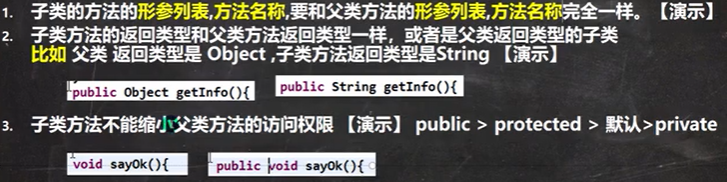 1. 子类的方法的形参列表,方法名称,要和父类方法的形参列表,方法名称完全一样。【演示】
2. 子类方法的返回类型和父类方法返回类型一样，或者是父类返回类型的子类
比如 父类 返回类型是 Object ,子类方法返回类型是String 【演示】
public Object getInfo(){ public String getInfo(){
3. 子类方法不能缩小父类方法的访问权限 【演示】 public > protected > 默认>private
void sayOk(){ public void sayOk(){